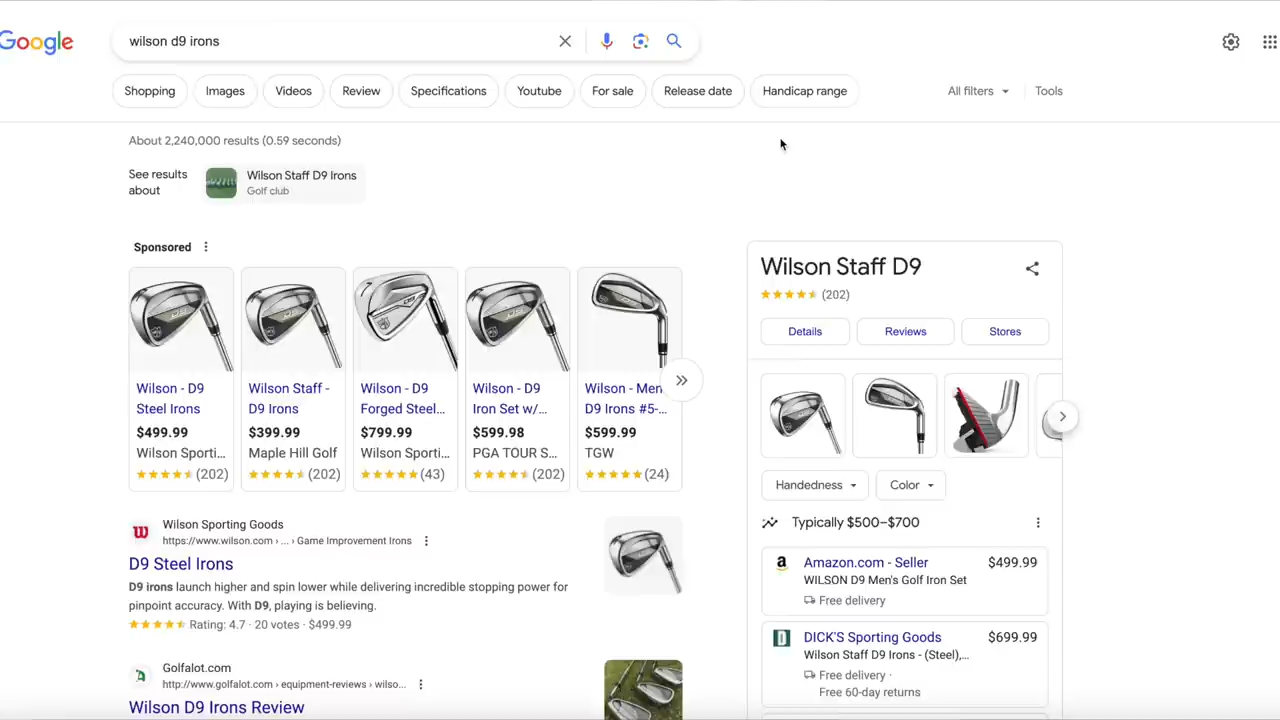 Google
wilson d9 irons
Shopping
Images
Videos
Review
Specifications
Youtube
For sale
Release date
Handicap range
All filters
Tools
About 2,240,000 results (0.59 seconds)
See results
about
Wilson Staff D9 Irons
Golf club
Sponsored
Wilson - D9
Steel Irons
$499.99
Wilson Sporti...
(202)
Wilson Staff -
D9 Irons
$399.99
Maple Hill Golf
(202)
Wilson - D9
Forged Steel...
$799.99
Wilson Sporti...
(43)
Wilson - D9
Iron Set w/...
$599.98
PGA TOUR S...
(202)
Wilson - Men
D9 Irons #5-...
$599.99
TGW
(24)
Wilson Sporting Goods
https://www.wilson.com › ... › Game Improvement Irons
D9 Steel Irons
D9 irons launch higher and spin lower while delivering incredible stopping power for
pinpoint accuracy. With D9, playing is believing.
Rating: 4.7 · 20 votes · $499.99
Golfalot.com
http://www.golfalot.com › equipment-reviews › wilso...
Wilson D9 Irons Review
Wilson Staff D9
(202)
Details
Reviews
Stores
Handedness
Color
Typically $500–$700
Amazon.com - Seller
$499.99
WILSON D9 Men's Golf Iron Set
Free delivery
DICK'S Sporting Goods
$699.99
Wilson Staff D9 Irons - (Steel),...
Free delivery ·
Free 60-day returns